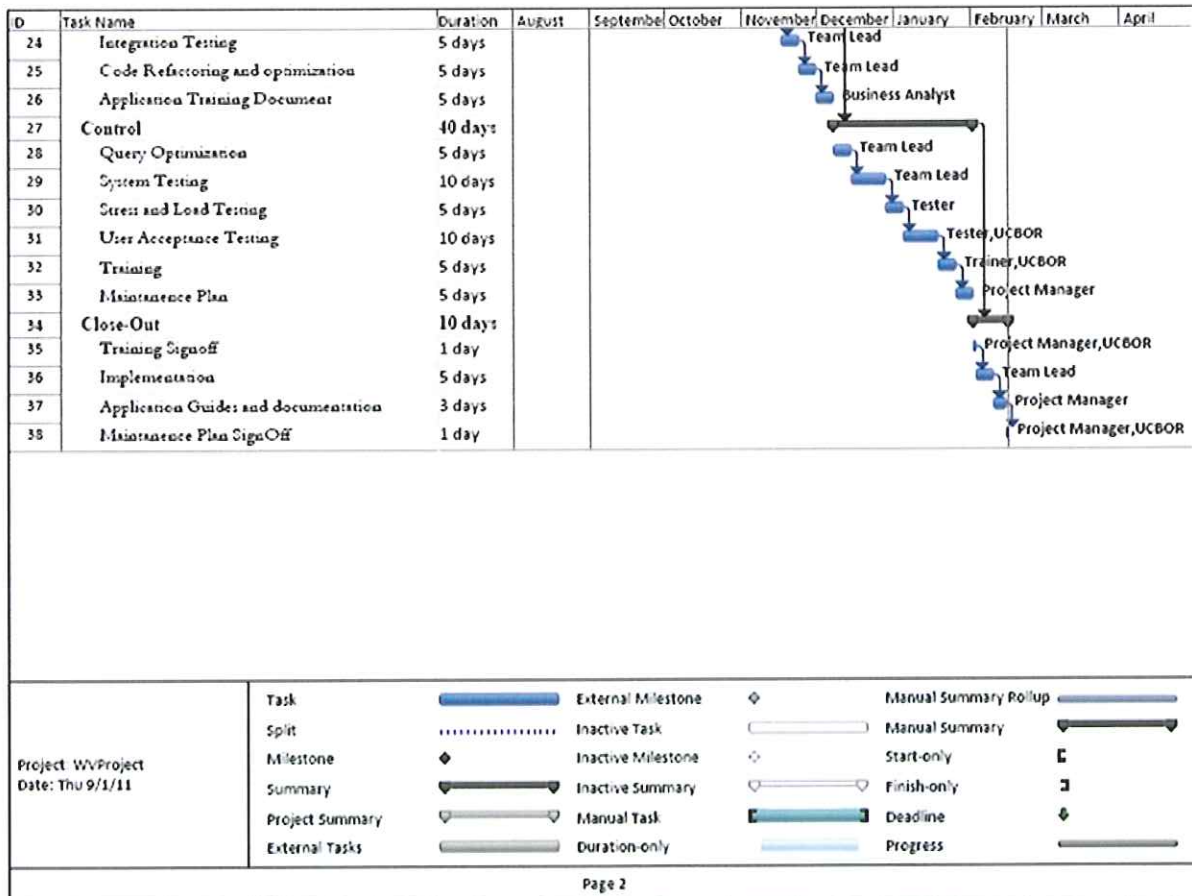 ID Task Name Duration August September October November December January February March April
24 Integration Testing 5 days Team Lead
25 Code Refactoring and optimization 5 days Team Lead
26 Application Training Document 5 days Business Analyst
27 Control 40 days
28 Query Optimization 5 days Team Lead
29 System Testing 10 days Team Lead
30 Stress and Load Testing 5 days Tester
31 User Acceptance Testing 10 days Tester,UCBOR
32 Training 5 days Trainer,UCBOR
33 Maintanence Plan 5 days Project Manager
34 Close-Out 10 days
35 Training Signoff 1 day Project Manager,UCBOR
36 Implementation 5 days Team Lead
37 Application Guides and documentation 3 days Project Manager
38 Maintanence Plan SignOff 1 day Project Manager,UCBOR
Project: WVProject
Date: Thu 9/1/11
Task External Milestone Manual Summary Rollup
Split Inactive Task Manual Summary
Milestone Inactive Milestone Start-only
Summary Inactive Summary Finish-only
Project Summary Manual Task Deadline
External Tasks Duration-only Progress
Page 2